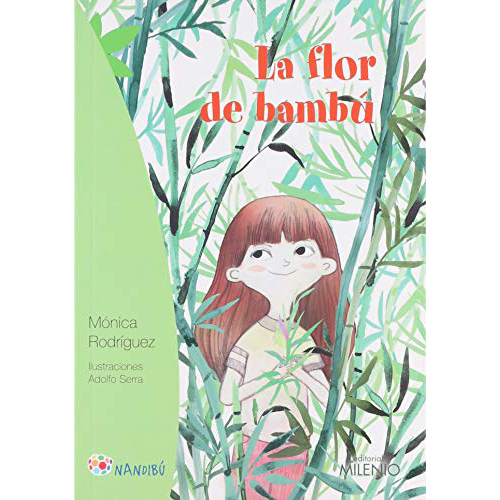 La flor
de bambú
Mónica
Rodríguez
Ilustraciones
Adolfo Serra
NANDIBÚ
editorial
MILENIO